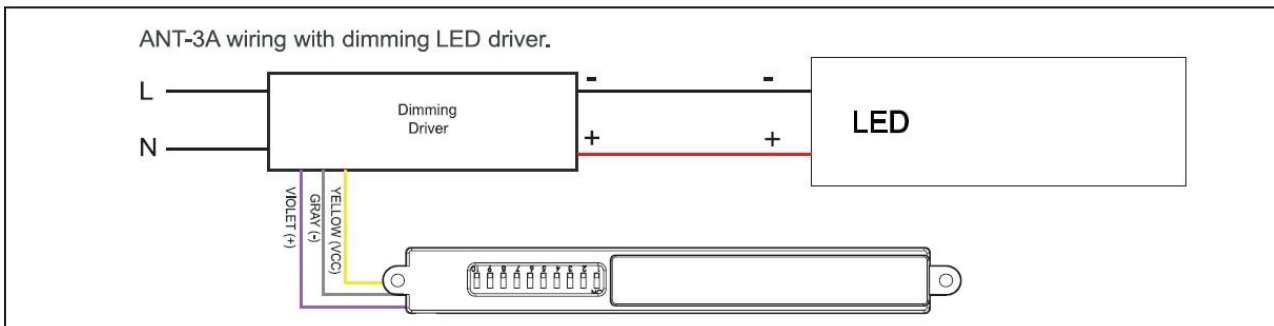 ANT-3A wiring with dimming LED driver.
L
N
Dimming
Driver
-
+
-
+
LED
VIOLET (+)
GRAY (-)
YELLOW (VCC)